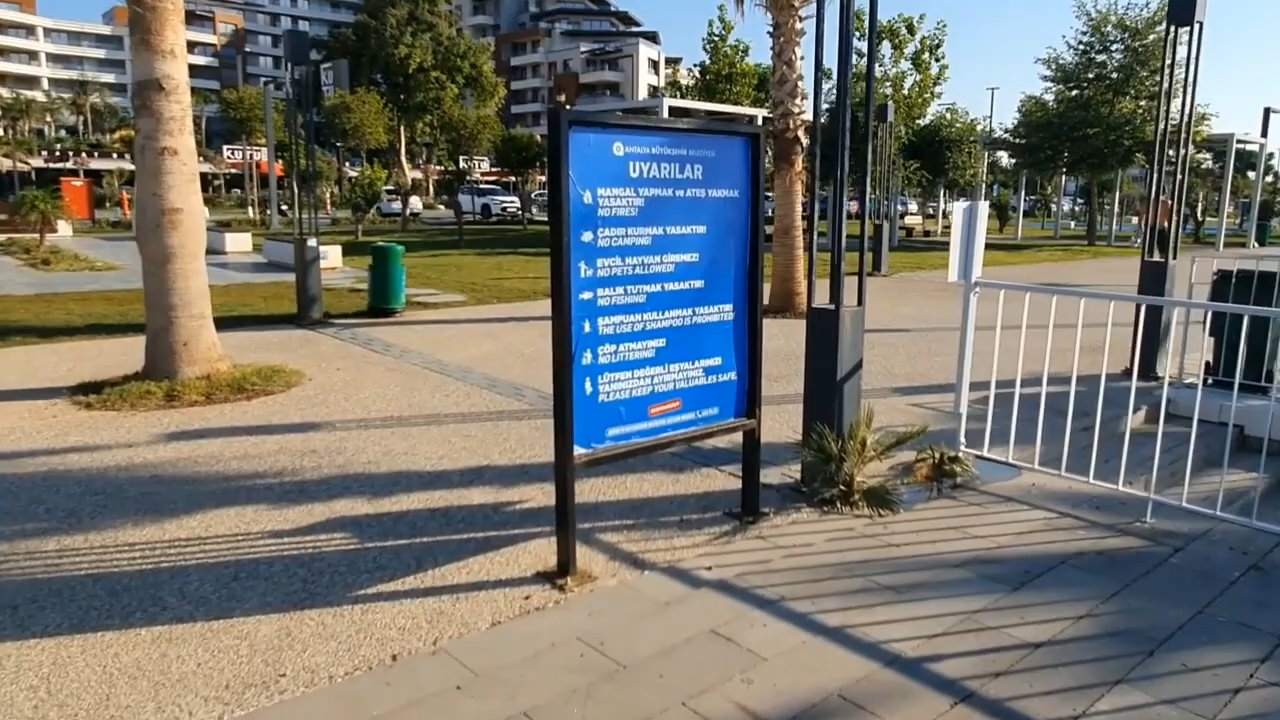 KUTUP
ANTALYA BÜYÜKŞEHİR BELEDİYESİ
UYARILAR
MANGAL YAPMAK ve ATEŞ YAKMAK
YASAKTIR!
NO FIRES!
ÇADIR KURMAK YASAKTIR!
NO CAMPING!
EVCİL HAYVAN GİREMEZ!
NO PETS ALLOWED!
BALIK TUTMAK YASAKTIR!
NO FISHING!
ŞAMPUAN KULLANMAK YASAKTIR!
THE USE OF SHAMPOO IS PROHIBITED!
ÇÖP ATMAYINIZ!
NO LITTERING!
LÜTFEN DEĞERLİ EŞYALARINIZI
YANINIZDAN AYIRMAYINIZ.
PLEASE KEEP YOUR VALUABLES SAFE.